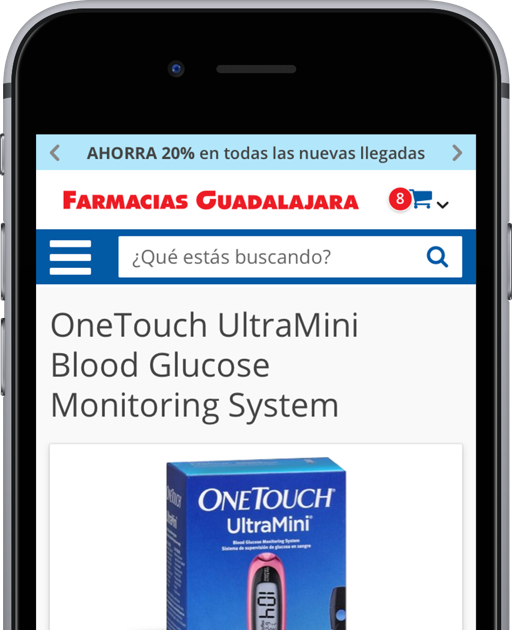 AHORRA 20% en todas las nuevas llegadas
FARMACIAS GUADALAJARA
8
¿Qué estás buscando?
OneTouch UltraMini
Blood Glucose
Monitoring System
ONETOUCH®
UltraMini®
Blood Glucose Monitoring System
Sistema de supervisión de glucosa en sangre
104